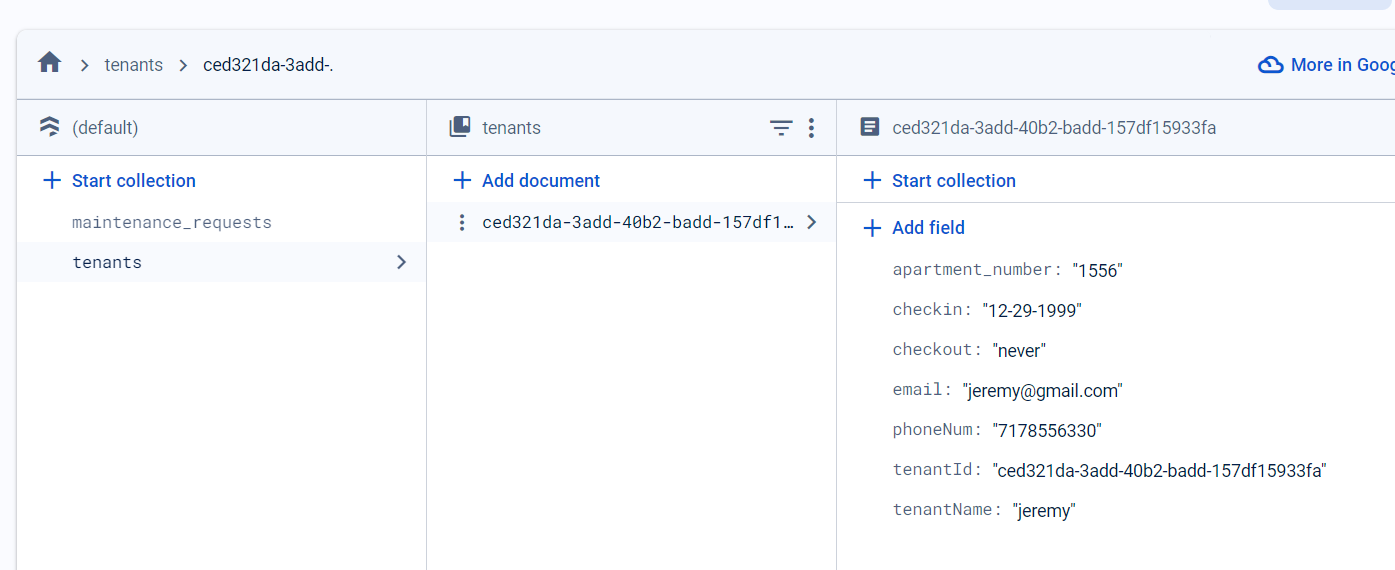 tenants ced321da-3add-. More in Goog
(default) tenants ced321da-3add-40b2-badd-157df15933fa
Start collection Add document Start collection
maintenance_requests ced321da-3add-40b2-badd-157df1… Add field
tenants apartment_number: "1556"
checkin: "12-29-1999"
checkout: "never"
email: "jeremy@gmail.com"
phoneNum: "7178556330"
tenantId: "ced321da-3add-40b2-badd-157df15933fa"
tenantName: "jeremy"